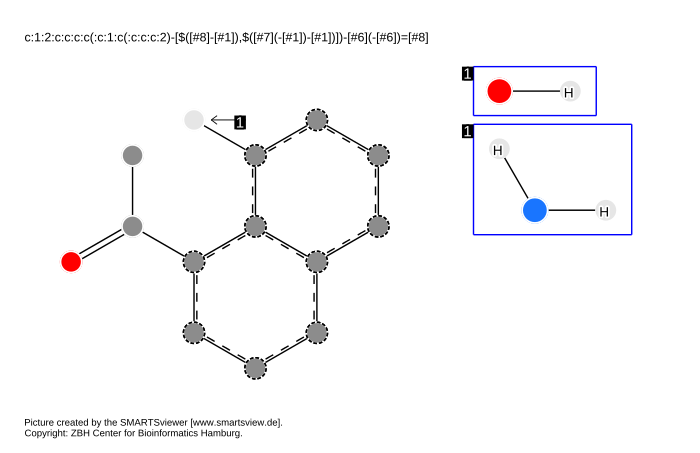 c:1:2:c:c:c:c(:c:1:c(:c:c:c:2)-[$([#8]-[#1]),$([#7](-[#1])-[#1])])-[#6](-[#6])=[#8]
1
H
1
1
H
H
Picture created by the SMARTSviewer [www.smartsview.de].
Copyright: ZBH Center for Bioinformatics Hamburg.